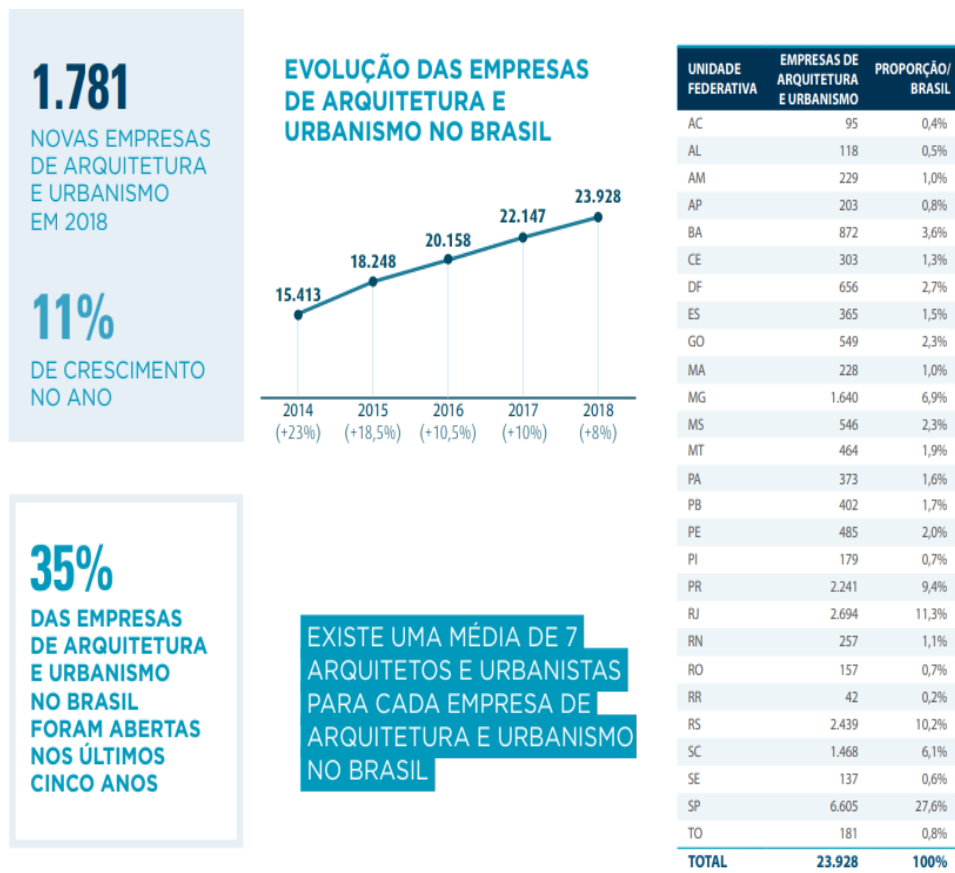 1.781
NOVAS EMPRESAS
DE ARQUITETURA
E URBANISMO
EM 2018
11%
DE CRESCIMENTO
NO ANO
35%
DAS EMPRESAS
DE ARQUITETURA
E URBANISMO
NO BRASIL
FORAM ABERTAS
NOS ÚLTIMOS
CINCO ANOS
EVOLUÇÃO DAS EMPRESAS
DE ARQUITETURA E
URBANISMO NO BRASIL
15.413
18.248
20.158
22.147
23.928
2014 2015 2016 2017 2018
(+23%) (+18,5%) (+10,5%) (+10%) (+8%)
EXISTE UMA MÉDIA DE 7
ARQUITETOS E URBANISTAS
PARA CADA EMPRESA DE
ARQUITETURA E URBANISMO
NO BRASIL
UNIDADE
FEDERATIVA
EMPRESAS DE
ARQUITETURA
E URBANISMO
PROPORÇÃO/
BRASIL
AC 95 0,4%
AL 118 0,5%
AM 229 1,0%
AP 203 0,8%
BA 872 3,6%
CE 303 1,3%
DF 656 2,7%
ES 365 1,5%
GO 549 2,3%
MA 228 1,0%
MG 1.640 6,9%
MS 546 2,3%
MT 464 1,9%
PA 373 1,6%
PB 402 1,7%
PE 485 2,0%
PI 179 0,7%
PR 2.241 9,4%
RJ 2.694 11,3%
RN 257 1,1%
RO 157 0,7%
RR 42 0,2%
RS 2.439 10,2%
SC 1.468 6,1%
SE 137 0,6%
SP 6.605 27,6%
TO 181 0,8%
TOTAL 23.928 100%